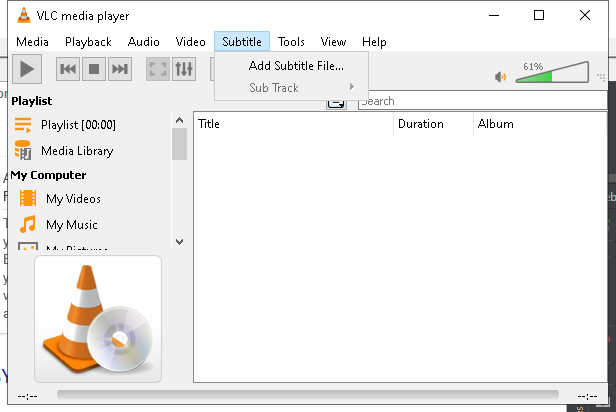 VLC media player
Media Playback Audio Video Subtitle Tools View Help
Add Subtitle File...
Sub Track
61%
Playlist
Search
Playlist [00:00]
Media Library
Title Duration Album
My Computer
My Videos
My Music
My Pictures
--:-- --:--